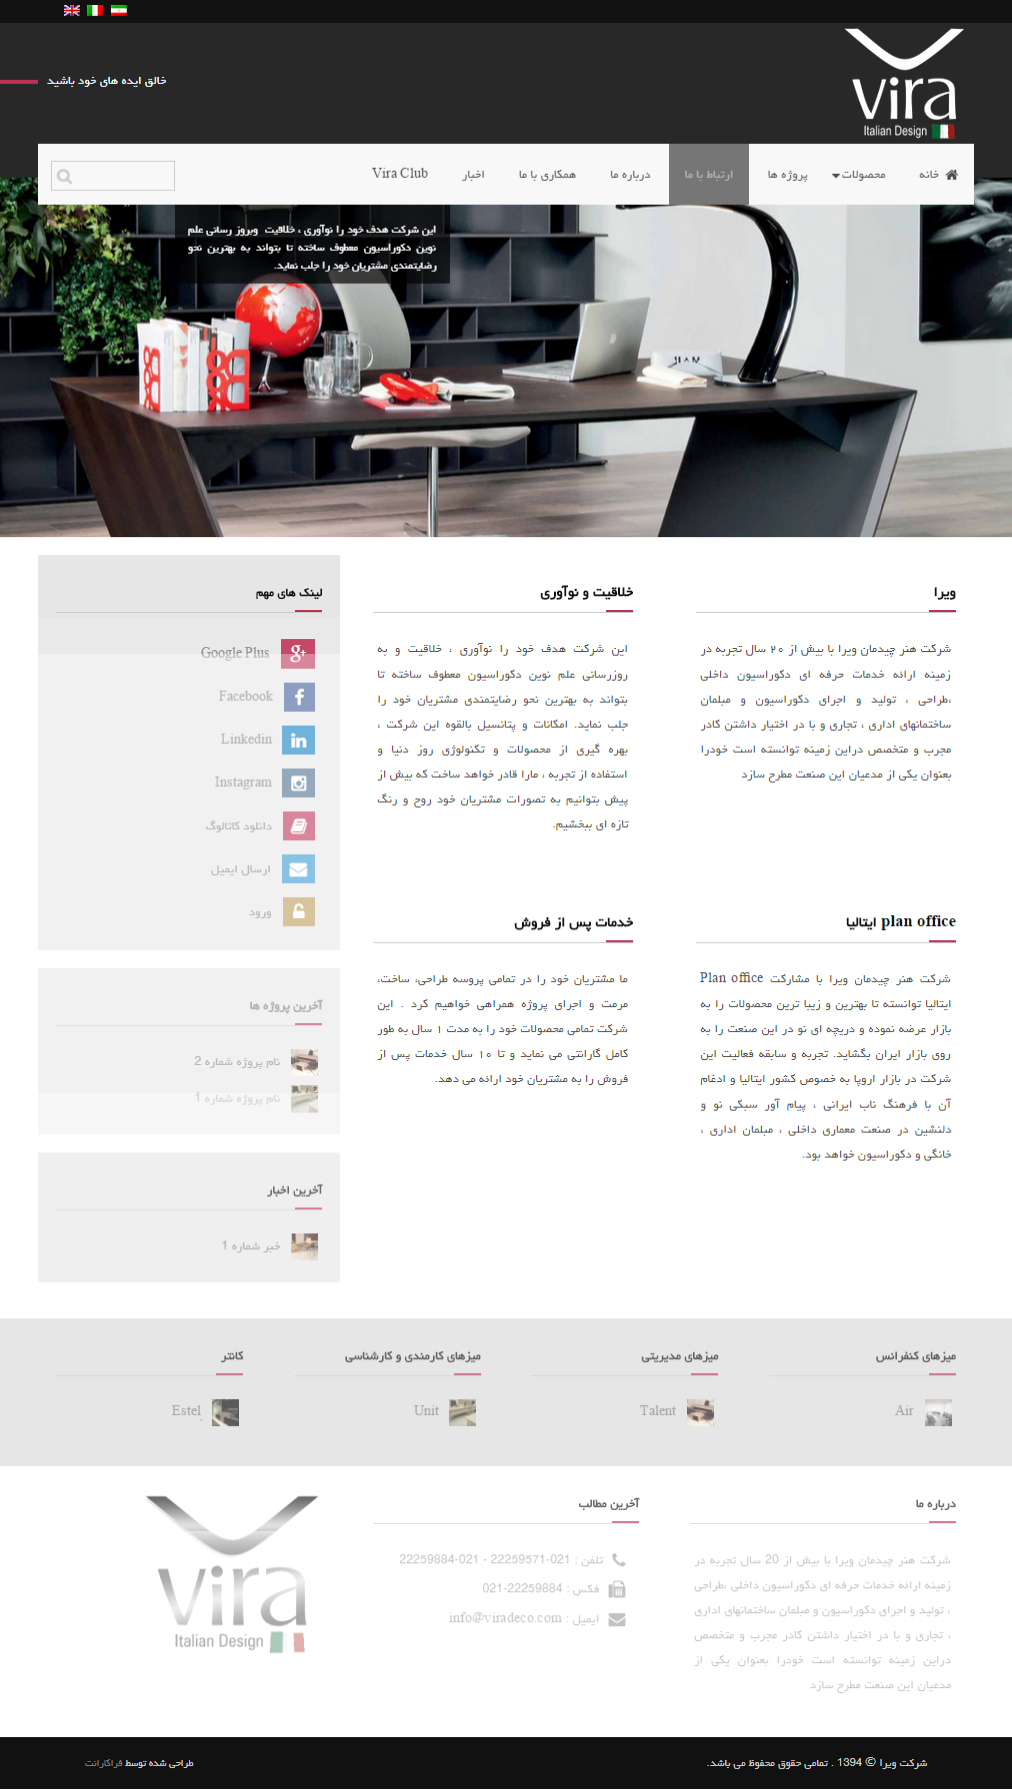 vira
Italian Design
خالق ایده های خود باشید
خانه
محصولات
پروژه ها
ارتباط با ما
درباره ما
همکاری با ما
اخبار
Vira Club
این شرکت هدف خود را نوآوری ، خلاقیت وبروز رسانی علم
نوین دکوراسیون معطوف ساخته تا بتواند به بهترین نحو
رضایتمندی مشتریان خود را جلب نماید.
ویرا
شرکت هنر چیدمان ویرا با بیش از ۲۰ سال تجربه در
زمینه ارائه خدمات حرفه ای دکوراسیون داخلی
،طراحی ، تولید و اجرای دکوراسیون و مبلمان
ساختمانهای اداری ، تجاری و با در اختیار داشتن کادر
مجرب و متخصص دراین زمینه توانسته است خودرا
بعنوان یکی از مدعیان این صنعت مطرح سازد
خلاقیت و نوآوری
این شرکت هدف خود را نوآوری ، خلاقیت و به
روزرسانی علم نوین دکوراسیون معطوف ساخته تا
بتواند به بهترین نحو رضایتمندی مشتریان خود را
جلب نماید. امکانات و پتانسیل بالقوه این شرکت ،
بهره گیری از محصولات و تکنولوژی روز دنیا و
استفاده از تجربه ، مارا قادر خواهد ساخت که بیش از
پیش بتوانیم به تصورات مشتریان خود روح و رنگ
تازه ای ببخشیم.
لینک های مهم
Google Plus
Facebook
Linkedin
Instagram
دانلود کاتالوگ
ارسال ایمیل
ورود
plan office ایتالیا
شرکت هنر چیدمان ویرا با مشارکت Plan office
ایتالیا توانسته تا بهترین و زیبا ترین محصولات را به
بازار عرضه نموده و دریچه ای نو در این صنعت را به
روی بازار ایران بگشاید. تجربه و سابقه فعالیت این
شرکت در بازار اروپا به خصوص کشور ایتالیا و ادغام
آن با فرهنگ ناب ایرانی ، پیام آور سبکی نو و
دلنشین در صنعت معماری داخلی ، مبلمان اداری ،
خانگی و دکوراسیون خواهد بود.
خدمات پس از فروش
ما مشتریان خود را در تمامی پروسه طراحی، ساخت،
مرمت و اجرای پروژه همراهی خواهیم کرد . این
شرکت تمامی محصولات خود را به مدت ۱ سال به طور
کامل گارانتی می نماید و تا ۱۰ سال خدمات پس از
فروش را به مشتریان خود ارائه می دهد.
آخرین پروژه ها
نام پروژه شماره 2
نام پروژه شماره 1
آخرین اخبار
خبر شماره 1
میزهای کنفرانس
Air
میزهای مدیریتی
Talent
میزهای کارمندی و کارشناسی
Unit
کانتر
Estel
درباره ما
شرکت هنر چیدمان ویرا با بیش از 20 سال تجربه در
زمینه ارائه خدمات حرفه ای دکوراسیون داخلی ،طراحی
، تولید و اجرای دکوراسیون و مبلمان ساختمانهای اداری
، تجاری و با در اختیار داشتن کادر مجرب و متخصص
دراین زمینه توانسته است خودرا بعنوان یکی از
مدعیان این صنعت مطرح سازد
آخرین مطالب
تلفن : 021-22259571 - 021-22259884
فکس : 22259884-021
ایمیل : info@viradeco.com
vira
Italian Design
شرکت ویرا © 1394 . تمامی حقوق محفوظ می باشد.
طراحی شده توسط فراکارانت